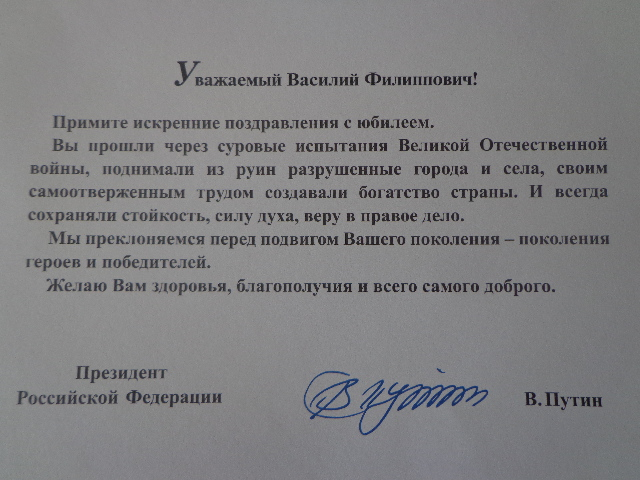 Уважаемый Василий Филиппович!
Примите искренние поздравления с юбилеем.
Вы прошли через суровые испытания Великой Отечественной
войны, поднимали из руин разрушенные города и села, своим
самоотверженным трудом создавали богатство страны. И всегда
сохраняли стойкость, силу духа, веру в правое дело.
Мы преклоняемся перед подвигом Вашего поколения – поколения
героев и победителей.
Желаю Вам здоровья, благополучия и всего самого доброго.
Президент
Российской Федерации
В. Путин